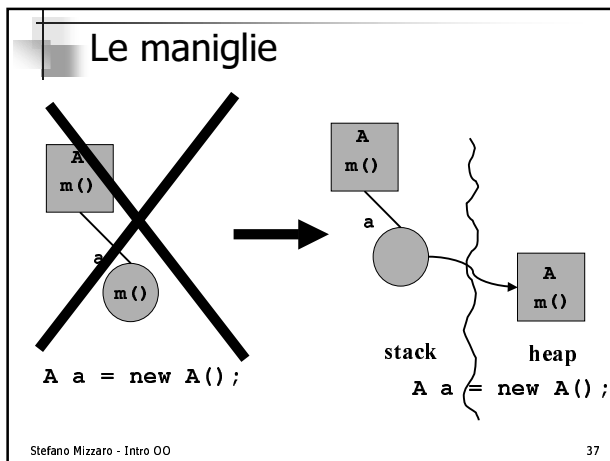 Le maniglie
A
m()
a
m()
A a = new A();
A
m()
a
A
m()
stack
heap
A a = new A();
Stefano Mizzaro - Intro OO
37